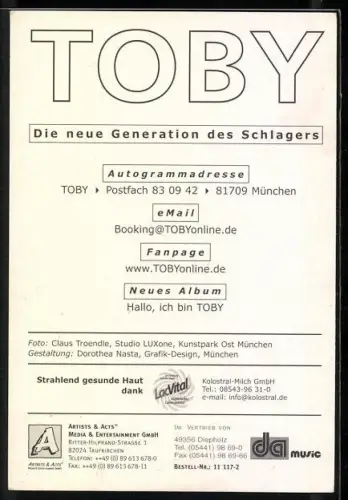 TOBY
Die neue Generation des Schlagers
Autogrammadresse
TOBY ▸ Postfach 83 09 42 ▸ 81709 München
eMail
Booking@TOBYonline.de
Fanpage
www.TOBYonline.de
Neues Album
Hallo, ich bin TOBY
Foto: Claus Troendle, Studio LUXone, Kunstpark Ost München
Gestaltung: Dorothea Nasta, Grafik-Design, München
Strahlend gesunde Haut
dank
LacVital
Kolostral-Milch GmbH
Tel.: 08543-96 31-0
e-mail: info@kolostral.de
A
ARTISTS & ACTS
ARTISTS & ACTS®
MEDIA & ENTERTAINMENT GMBH
RITTER-HILPRAND-STRASSE 1
82024 TAUFKIRCHEN
TELEFON: ++49 (0) 89 613 678-0
FAX: ++49 (0) 89 613 678-11
IM VERTRIEB VON
49356 Diepholz
Tel. (05441) 98 69-0
Fax (05441) 98 69-66
BESTELL-NR.: 11 117-2
da music